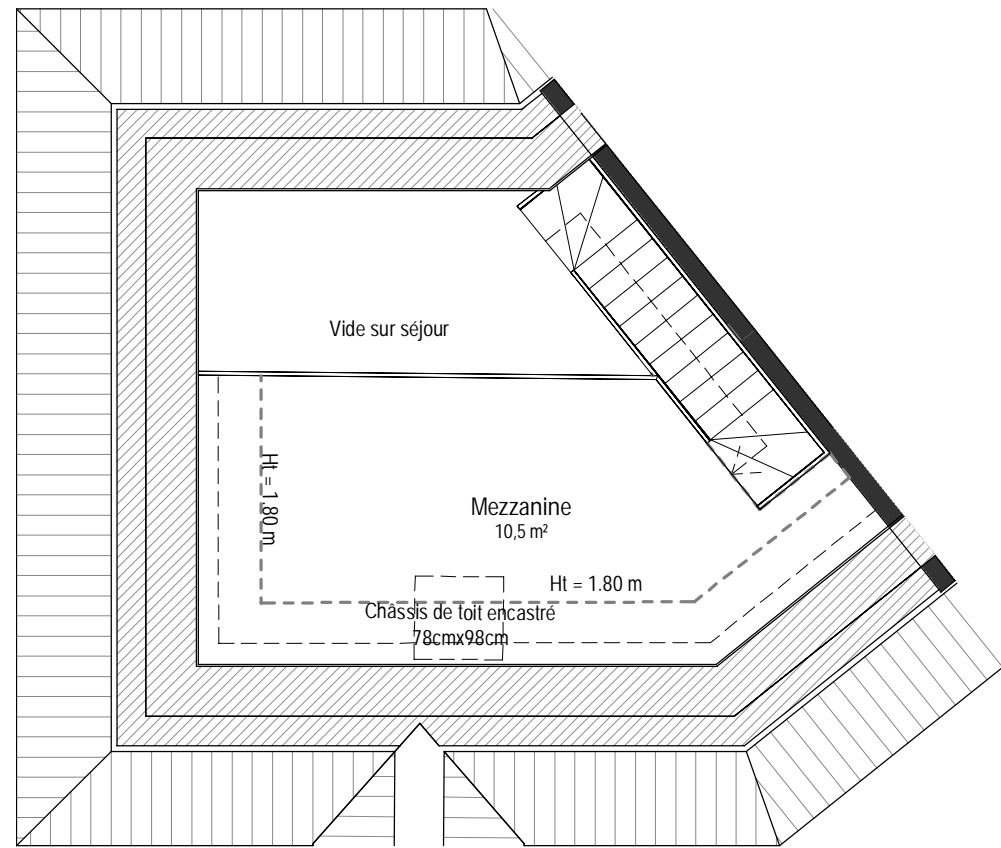 Vide sur séjour
Ht = 1.80 m
Mezzanine
10,5 m²
Ht = 1.80 m
Châssis de toit encastré
78cmx98cm